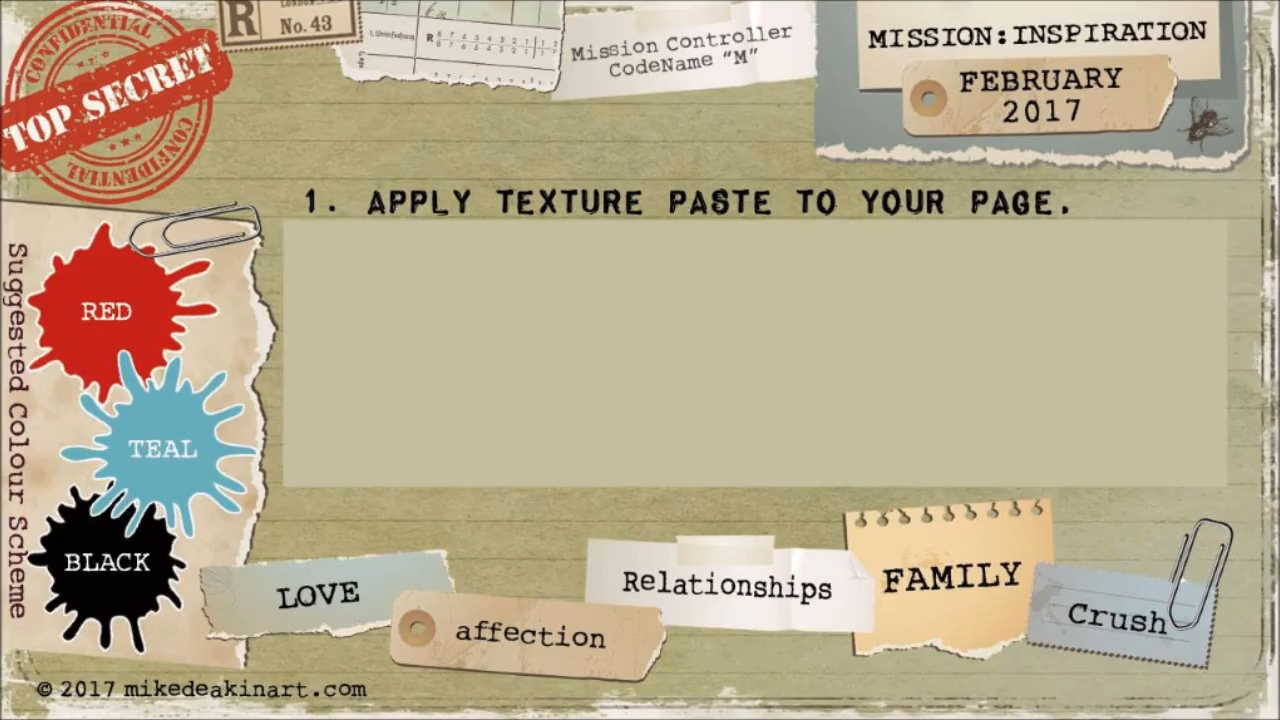 CONFIDENTIAL
TOP SECRET
CONFIDENTIAL
R
No. 43
Mission Controller
CodeName “M”
MISSION:INSPIRATION
FEBRUARY
2017
1. APPLY TEXTURE PASTE TO YOUR PAGE.
Suggested Colour Scheme
RED
TEAL
BLACK
LOVE
affection
Relationships
FAMILY
Crush
© 2017 mikedeakinart.com